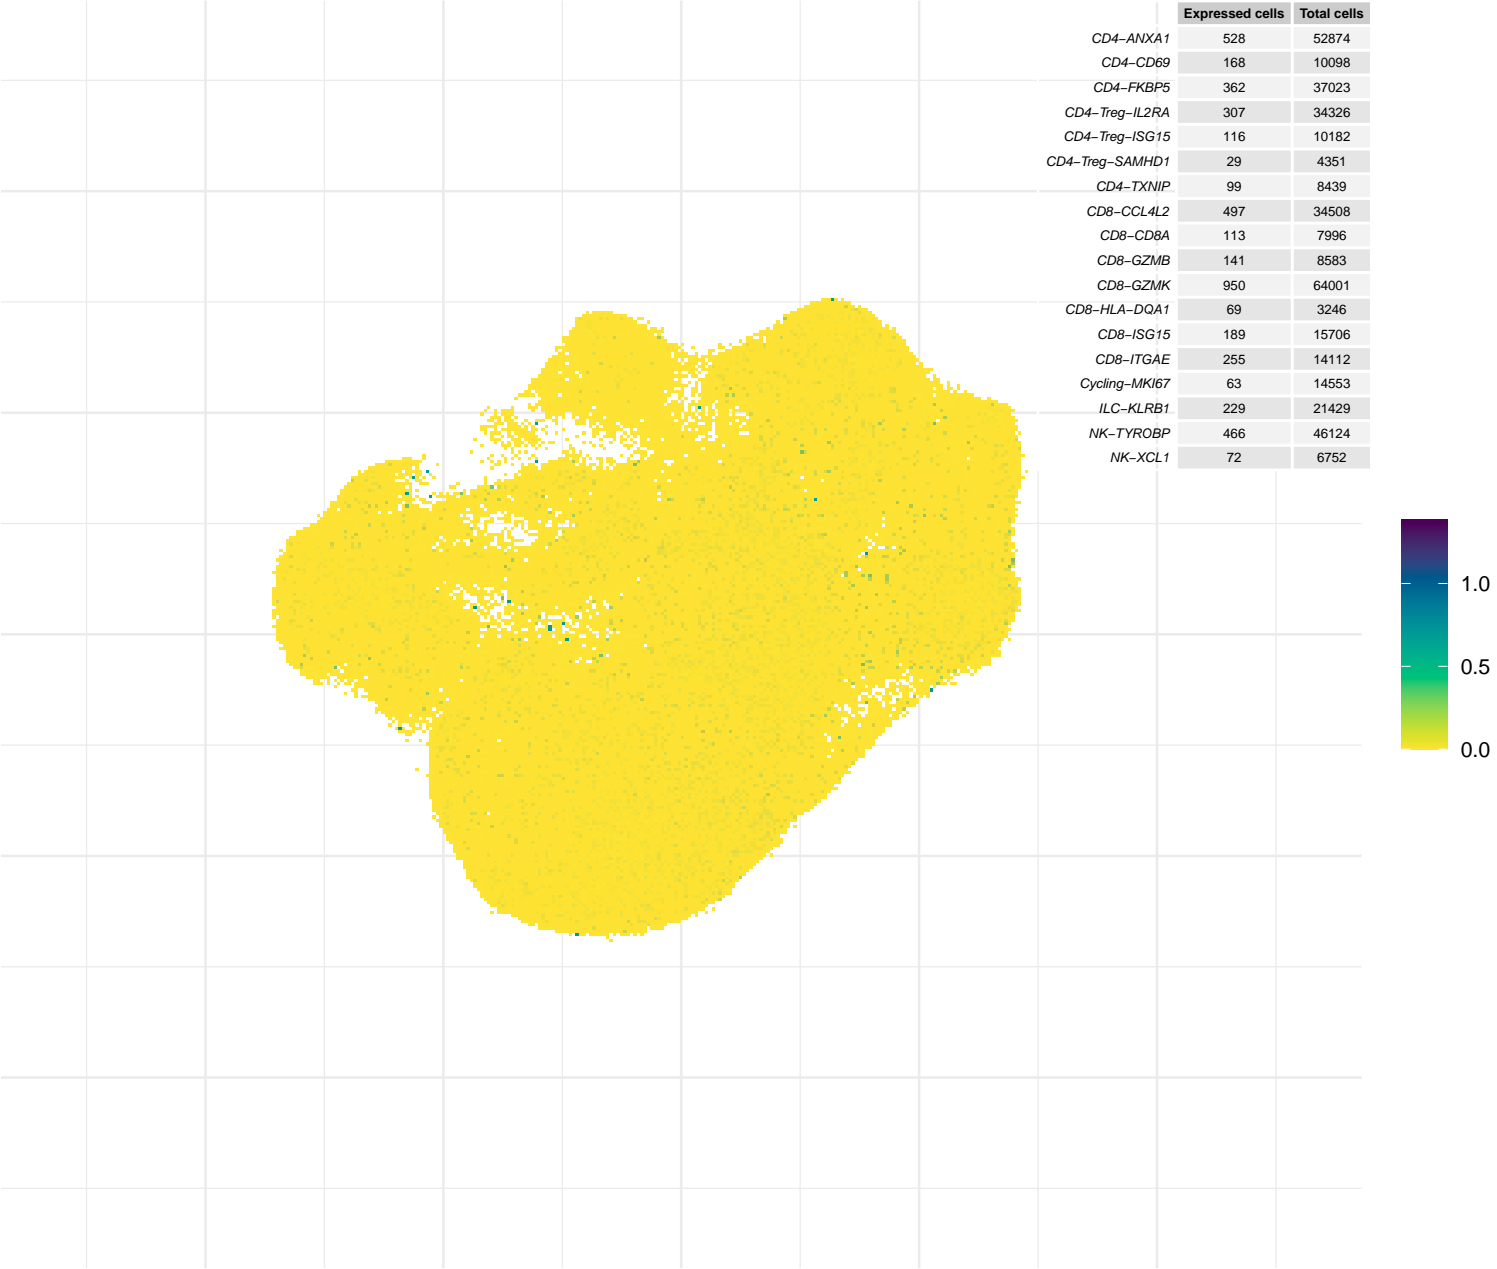 Expressed cells Total cells
CD4−ANXA1 528 52874
CD4−CD69 168 10098
CD4−FKBP5 362 37023
CD4−Treg−IL2RA 307 34326
CD4−Treg−ISG15 116 10182
CD4−Treg−SAMHD1 29 4351
CD4−TXNIP 99 8439
CD8−CCL4L2 497 34508
CD8−CD8A 113 7996
CD8−GZMB 141 8583
CD8−GZMK 950 64001
CD8−HLA−DQA1 69 3246
CD8−ISG15 189 15706
CD8−ITGAE 255 14112
Cycling−MKI67 63 14553
ILC−KLRB1 229 21429
NK−TYROBP 466 46124
NK−XCL1 72 6752
1.0
0.5
0.0